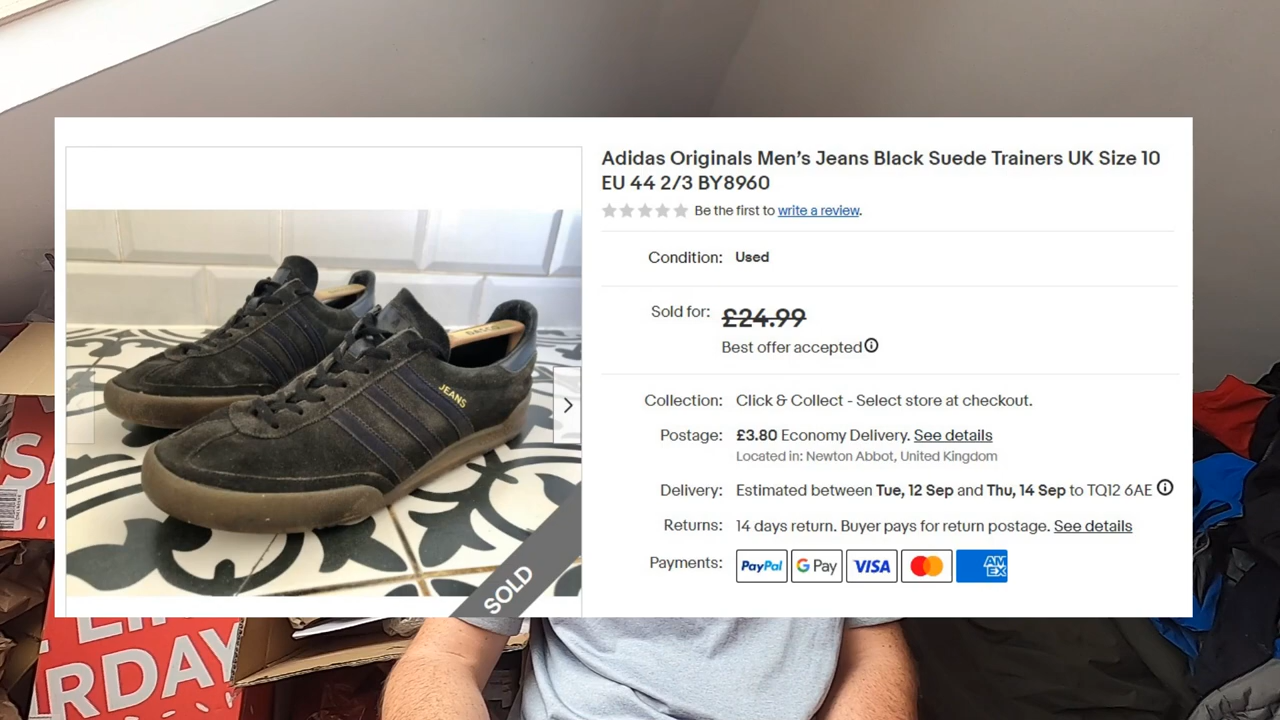 Adidas Originals Men's Jeans Black Suede Trainers UK Size 10
EU 44 2/3 BY8960
Be the first to write a review.
Condition: Used
Sold for: £24.99
Best offer accepted
Collection: Click & Collect - Select store at checkout.
Postage: £3.80 Economy Delivery. See details
Located in: Newton Abbot, United Kingdom
Delivery: Estimated between Tue, 12 Sep and Thu, 14 Sep to TQ12 6AE
Returns: 14 days return. Buyer pays for return postage. See details
Payments: PayPal G Pay VISA AM EX
JEANS
SOLD
RDAY